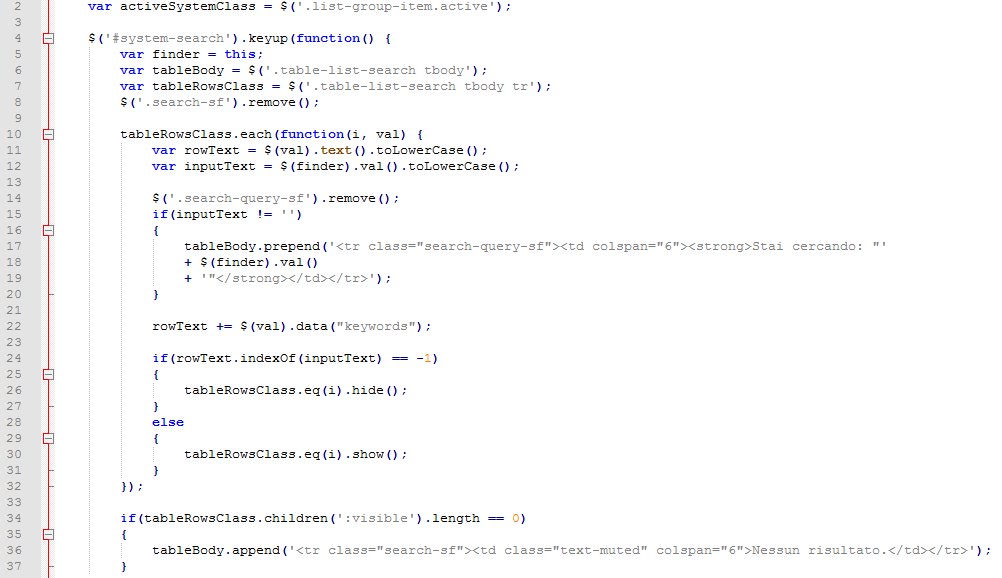 2 var activeSystemClass = $('.list-group-item.active');
3
4 $('#system-search').keyup(function() {
5 var finder = this;
6 var tableBody = $('.table-list-search tbody');
7 var tableRowsClass = $('.table-list-search tbody tr');
8 $('.search-sf').remove();
9
10 tableRowsClass.each(function(i, val) {
11 var rowText = $(val).text().toLowerCase();
12 var inputText = $(finder).val().toLowerCase();
13
14 $('.search-query-sf').remove();
15 if(inputText != '')
16 {
17 tableBody.prepend('<tr class="search-query-sf"><td colspan="6"><strong>Stai cercando: "'
18 + $(finder).val()
19 + '"</strong></td></tr>');
20 }
21
22 rowText += $(val).data("keywords");
23
24 if(rowText.indexOf(inputText) == -1)
25 {
26 tableRowsClass.eq(i).hide();
27 }
28 else
29 {
30 tableRowsClass.eq(i).show();
31 }
32 });
33
34 if(tableRowsClass.children(':visible').length == 0)
35 {
36 tableBody.append('<tr class="search-sf"><td class="text-muted" colspan="6">Nessun risultato.</td></tr>');
37 }